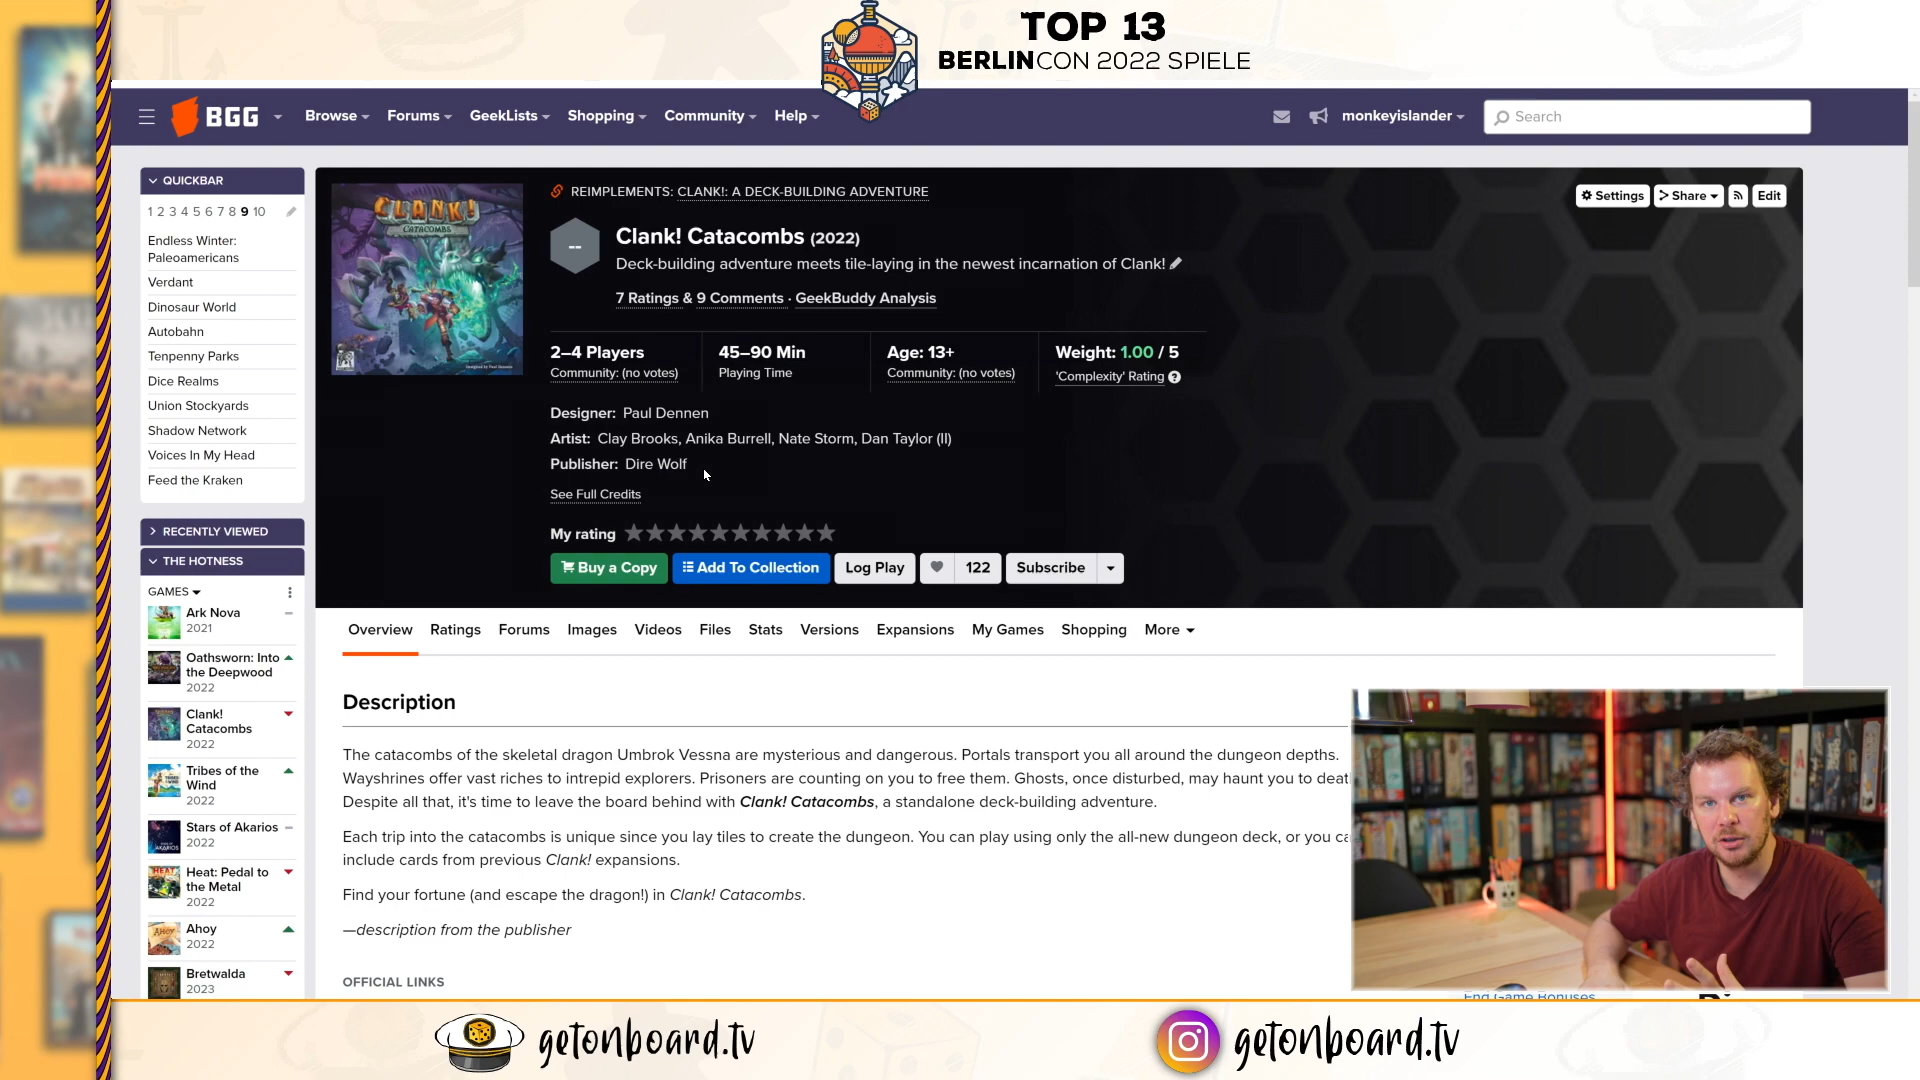 TOP 13
BERLINCON 2022 SPIELE
BGG
Browse
Forums
GeekLists
Shopping
Community
Help
monkeyislander
Search
QUICKBAR
1 2 3 4 5 6 7 8 9 10
Endless Winter:
Paleoamericans
Verdant
Dinosaur World
Autobahn
Tenpenny Parks
Dice Realms
Union Stockyards
Shadow Network
Voices In My Head
Feed the Kraken
RECENTLY VIEWED
THE HOTNESS
GAMES
Ark Nova
2021
Oathsworn: Into
the Deepwood
2022
Clank!
Catacombs
2022
Tribes of the
Wind
2022
Stars of Akarios
2022
Heat: Pedal to
the Metal
2022
Ahoy
2022
Bretwalda
2023
CLANK!
CATACOMBS
REIMPLEMENTS: CLANK!: A DECK-BUILDING ADVENTURE
Settings
Share
Edit
--
Clank! Catacombs (2022)
Deck-building adventure meets tile-laying in the newest incarnation of Clank!
7 Ratings & 9 Comments · GeekBuddy Analysis
2–4 Players
Community: (no votes)
45–90 Min
Playing Time
Age: 13+
Community: (no votes)
Weight: 1.00 / 5
'Complexity' Rating ?
Designer: Paul Dennen
Artist: Clay Brooks, Anika Burrell, Nate Storm, Dan Taylor (II)
Publisher: Dire Wolf
See Full Credits
My rating
Buy a Copy
Add To Collection
Log Play
122
Subscribe
Overview
Ratings
Forums
Images
Videos
Files
Stats
Versions
Expansions
My Games
Shopping
More
Description
The catacombs of the skeletal dragon Umbrok Vessna are mysterious and dangerous. Portals transport you all around the dungeon depths.
Wayshrines offer vast riches to intrepid explorers. Prisoners are counting on you to free them. Ghosts, once disturbed, may haunt you to deat
Despite all that, it's time to leave the board behind with Clank! Catacombs, a standalone deck-building adventure.
Each trip into the catacombs is unique since you lay tiles to create the dungeon. You can play using only the all-new dungeon deck, or you ca
include cards from previous Clank! expansions.
Find your fortune (and escape the dragon!) in Clank! Catacombs.
—description from the publisher
OFFICIAL LINKS
End Game Bonuses
getonboard.tv
getonboard.tv